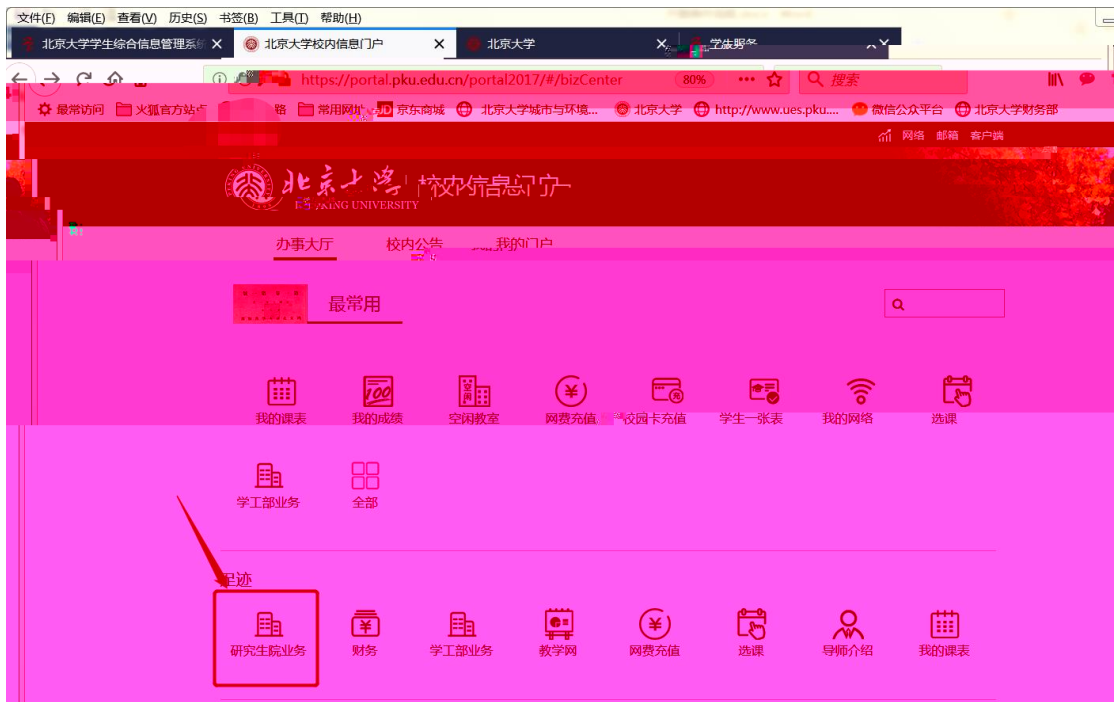 文件(F) 编辑(E) 查看(V) 历史(S) 书签(B) 工具(T) 帮助(H)
北京大学学生综合信息管理系统 北京大学校内信息门户 北京大学
https://portal.pku.edu.cn/portal2017/#/bizCenter 80% 搜索
最常访问 火狐官方站点 常用网址 JD 京东商城 北京大学城市与环境... 北京大学 http://www.ues.pku.... 微信公众平台 北京大学财务部
网络 邮箱 客户端
北京大学 校内信息门户
UNIVERSITY
办事大厅 校内公告 我的门户
最常用
我的课表 我的成绩 空闲教室 网费充值 校园卡充值 学生一张表 我的网络 选课
学工部业务 全部
足迹
研究生院业务 财务 学工部业务 教学网 网费充值 选课 导师介绍 我的课表